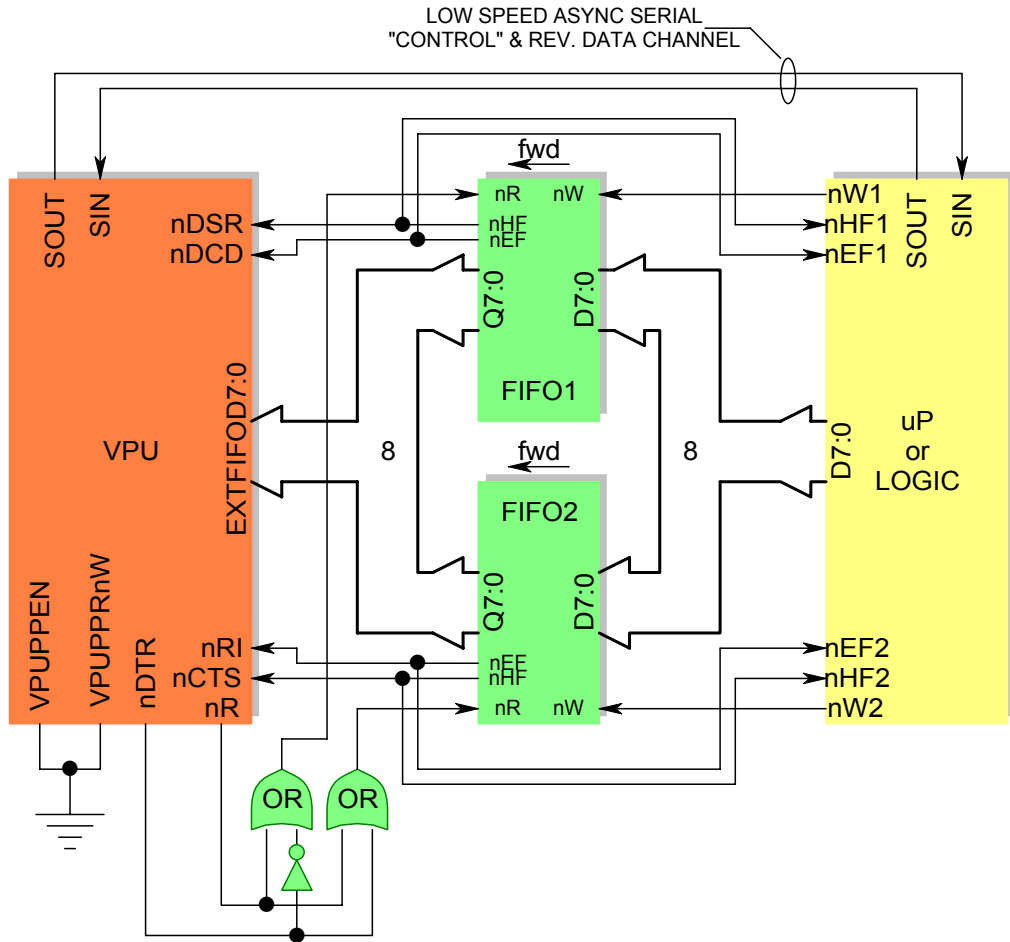 LOW SPEED ASYNC SERIAL
"CONTROL" & REV. DATA CHANNEL
fwd
SOUT
SIN
nDSR
nDCD
EXTFIFOD7:0
VPU
VPUPPEN
VPUPPRnW
nDTR
nRI
nCTS
nR
nR
nW
nHF
nEF
Q7:0
D7:0
FIFO1
8
8
fwd
FIFO2
Q7:0
D7:0
nEF
nHF
nR
nW
nW1
nHF1
nEF1
SOUT
SIN
D7:0
uP
or
LOGIC
nEF2
nHF2
nW2
OR
OR